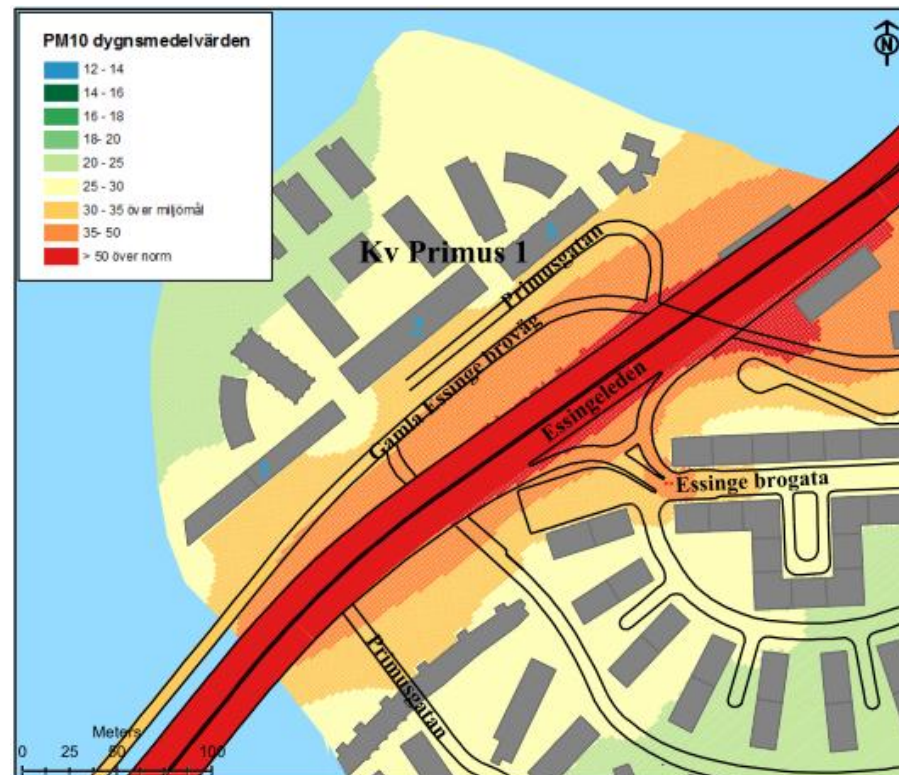 PM10 dygnsmedelvärden
12 - 14
14 - 16
16 - 18
18- 20
20 - 25
25 - 30
30 - 35 över miljömål
35- 50
> 50 över norm
N
Kv Primus 1
3
Primusgatan
2
Gamla Essinge broväg
Essingeleden
Essinge brogata
Primusgatan
Meters
0 25 50 100